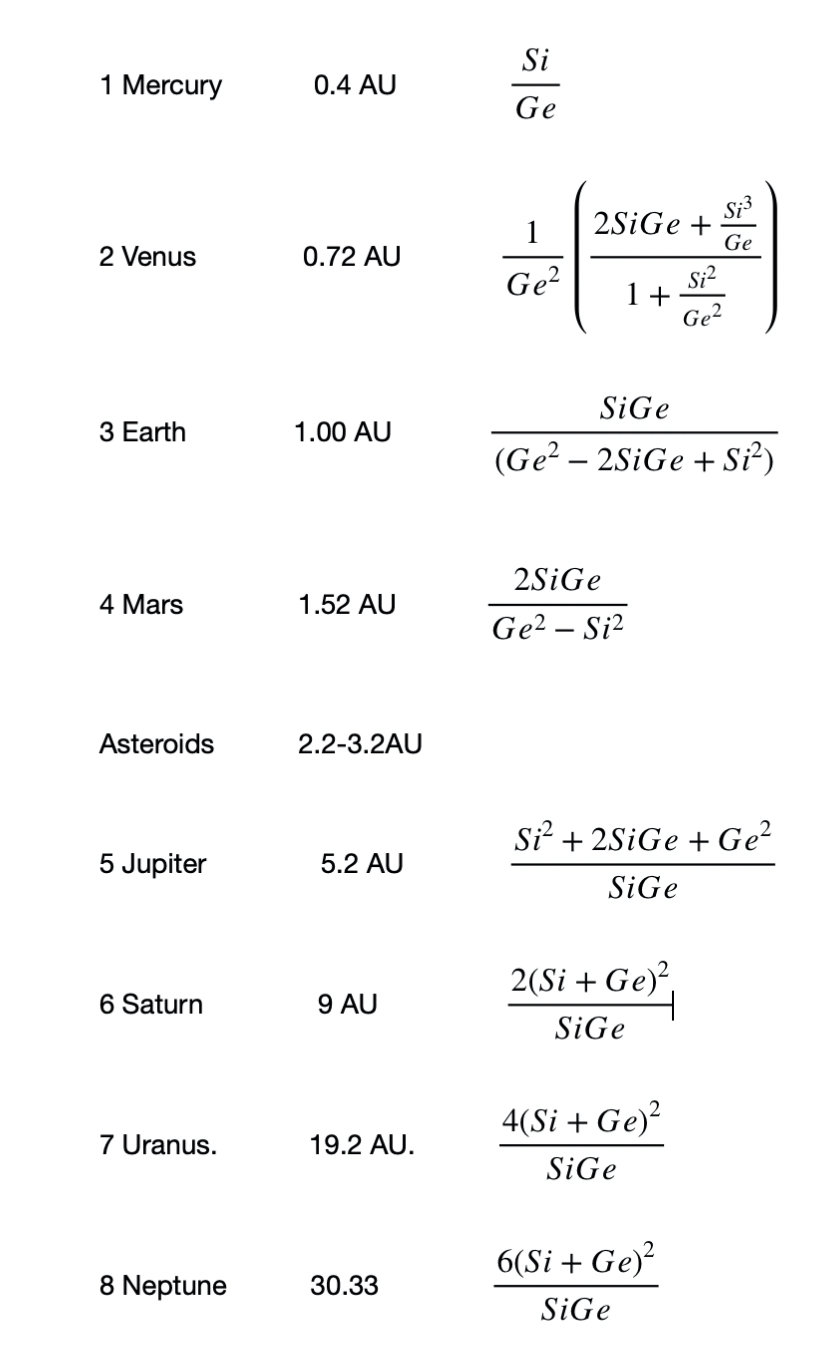 1 Mercury 0.4 AU \frac{Si}{Ge}
2 Venus 0.72 AU \frac{1}{Ge^2}\left(\frac{2SiGe + \frac{Si^3}{Ge}}{1 + \frac{Si^2}{Ge^2}}\right)
3 Earth 1.00 AU \frac{SiGe}{(Ge^2 - 2SiGe + Si^2)}
4 Mars 1.52 AU \frac{2SiGe}{Ge^2 - Si^2}
Asteroids 2.2-3.2AU
5 Jupiter 5.2 AU \frac{Si^2 + 2SiGe + Ge^2}{SiGe}
6 Saturn 9 AU \frac{2(Si + Ge)^2}{SiGe}
7 Uranus. 19.2 AU. \frac{4(Si + Ge)^2}{SiGe}
8 Neptune 30.33 \frac{6(Si + Ge)^2}{SiGe}